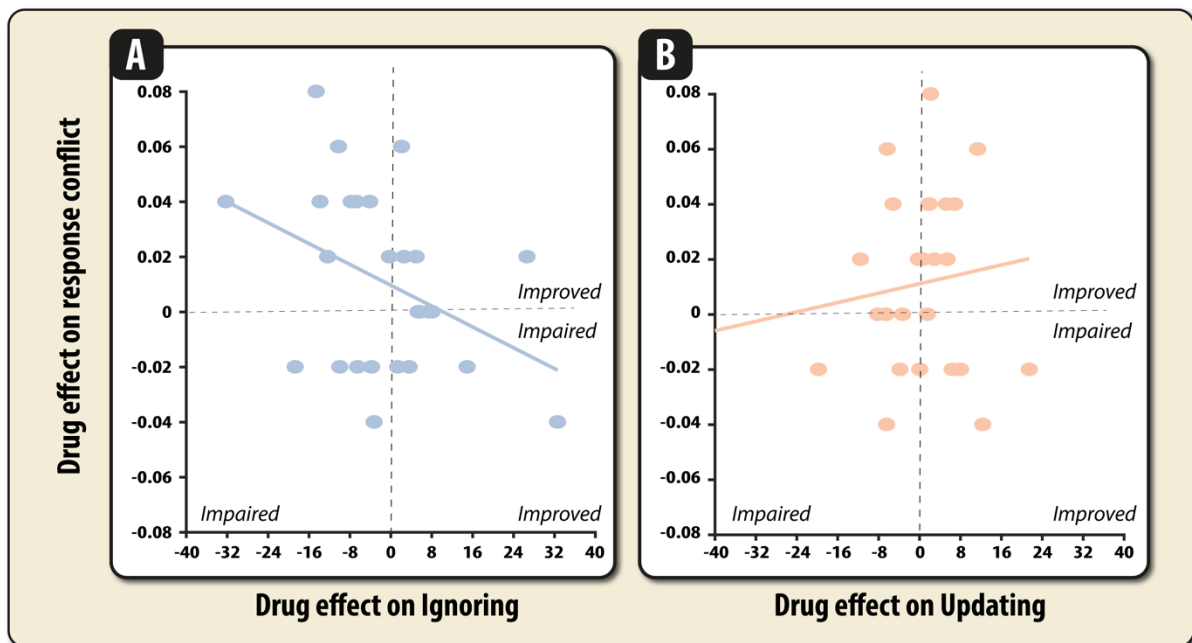 A
B
Drug effect on response conflict
0.08
0.06
0.04
0.02
0
-0.02
-0.04
-0.06
-0.08
Improved
Impaired
Impaired
Improved
-40 -32 -16 -8 0 8 16 24 32 40
Drug effect on Ignoring
0.08
0.06
0.04
0.02
0
-0.02
-0.04
-0.06
-0.08
Improved
Impaired
Impaired
Improved
-40 -32 -24 -16 -8 0 8 16 24 32 40
Drug effect on Updating